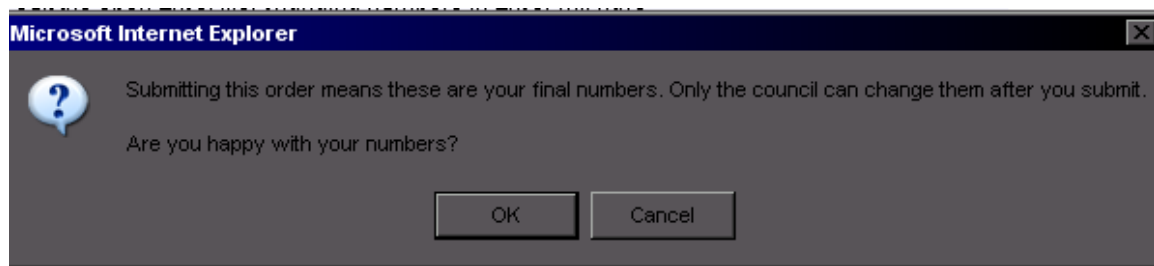 Microsoft Internet Explorer
Submitting this order means these are your final numbers. Only the council can change them after you submit.
Are you happy with your numbers?
OK
Cancel